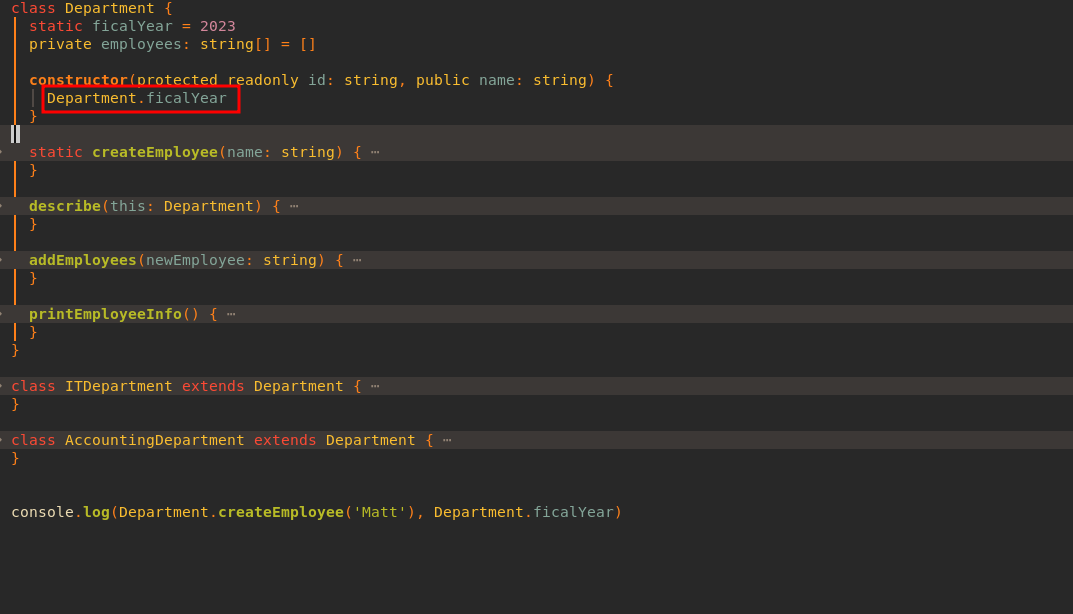 class Department {
  static ficalYear = 2023
  private employees: string[] = []

  constructor(protected readonly id: string, public name: string) {
    Department.ficalYear
  }

  static createEmployee(name: string) { ⋯
  }

  describe(this: Department) { ⋯
  }

  addEmployees(newEmployee: string) { ⋯
  }

  printEmployeeInfo() { ⋯
  }
}

class ITDepartment extends Department { ⋯
}

class AccountingDepartment extends Department { ⋯
}


console.log(Department.createEmployee('Matt'), Department.ficalYear)